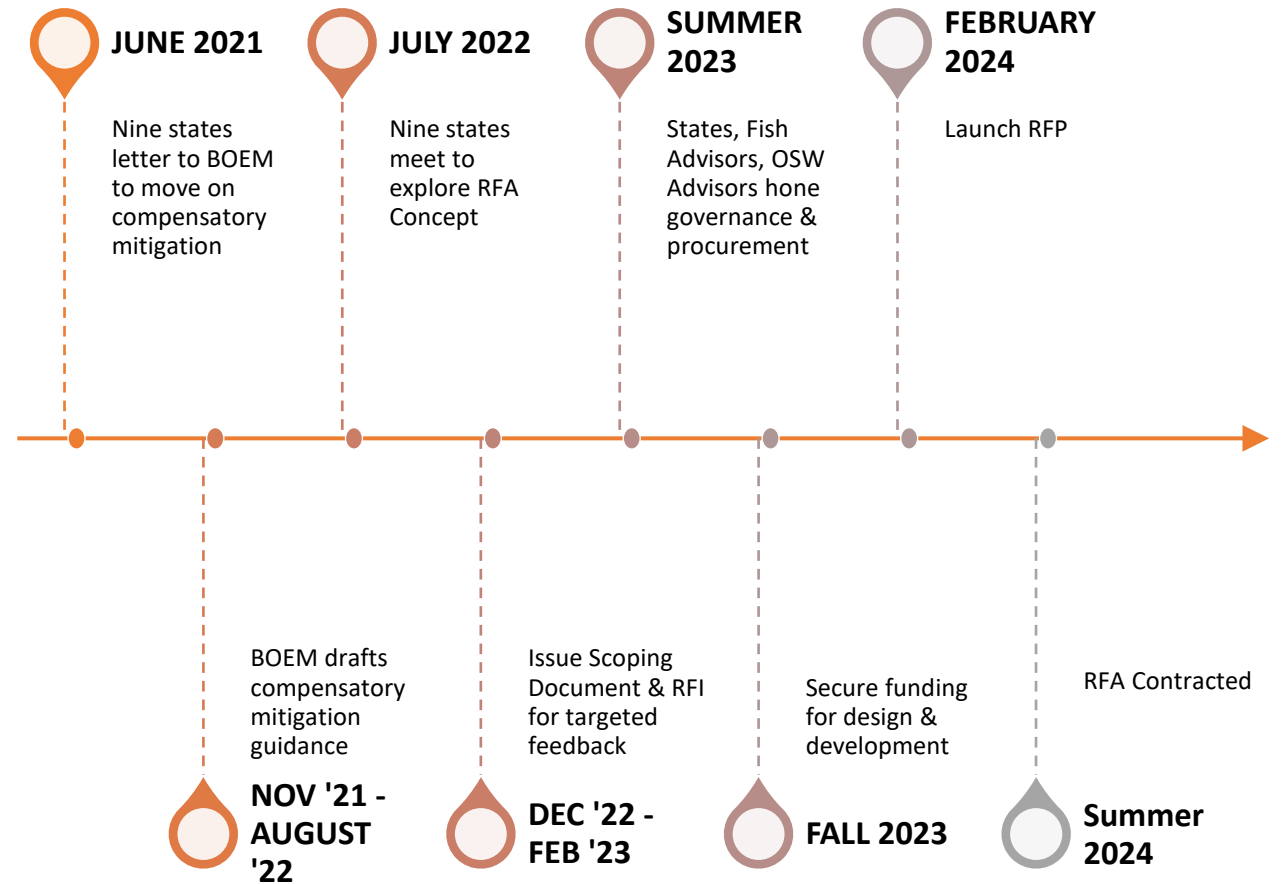 JUNE 2021
Nine states
letter to BOEM
to move on
compensatory
mitigation
JULY 2022
Nine states
meet to
explore RFA
Concept
SUMMER
2023
States, Fish
Advisors, OSW
Advisors hone
governance &
procurement
FEBRUARY
2024
Launch RFP
BOEM drafts
compensatory
mitigation
guidance
NOV '21 -
AUGUST
'22
Issue Scoping
Document & RFI
for targeted
feedback
DEC '22 -
FEB '23
Secure funding
for design &
development
FALL 2023
RFA Contracted
Summer
2024